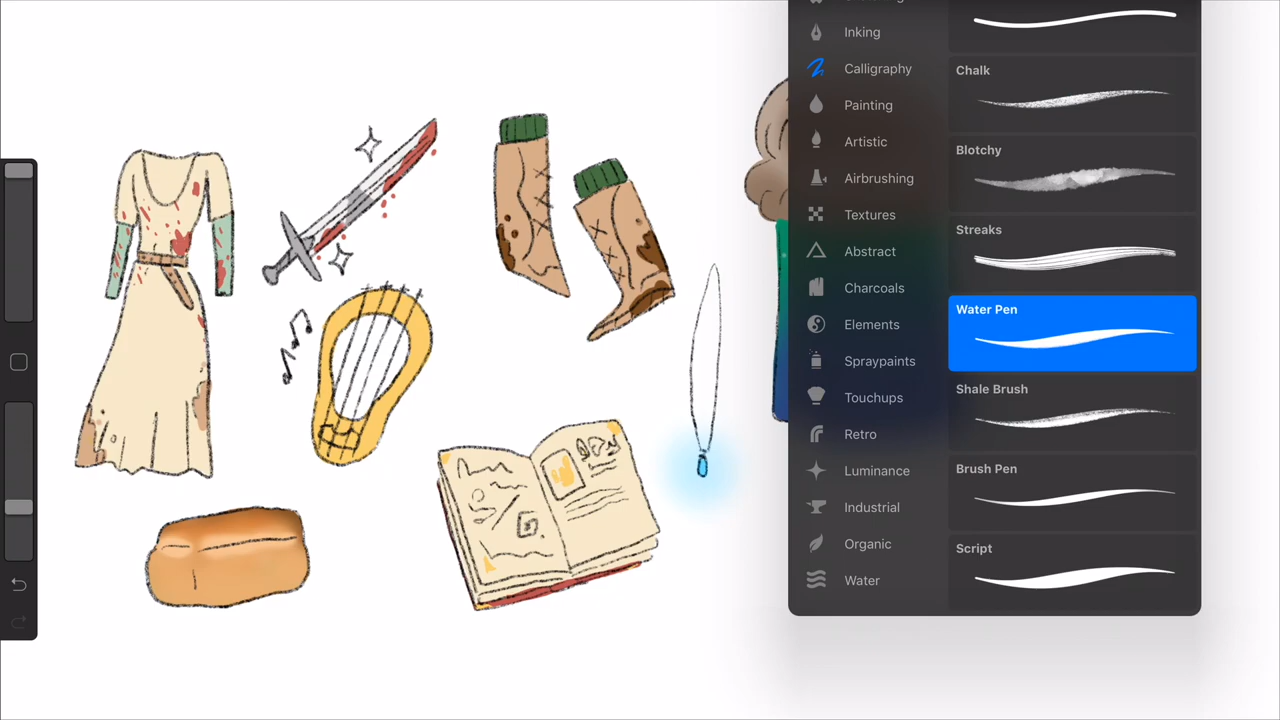 Inking
Calligraphy
Painting
Artistic
Airbrushing
Textures
Abstract
Charcoals
Elements
Spraypaints
Touchups
Retro
Luminance
Industrial
Organic
Water
Chalk
Blotchy
Streaks
Water Pen
Shale Brush
Brush Pen
Script